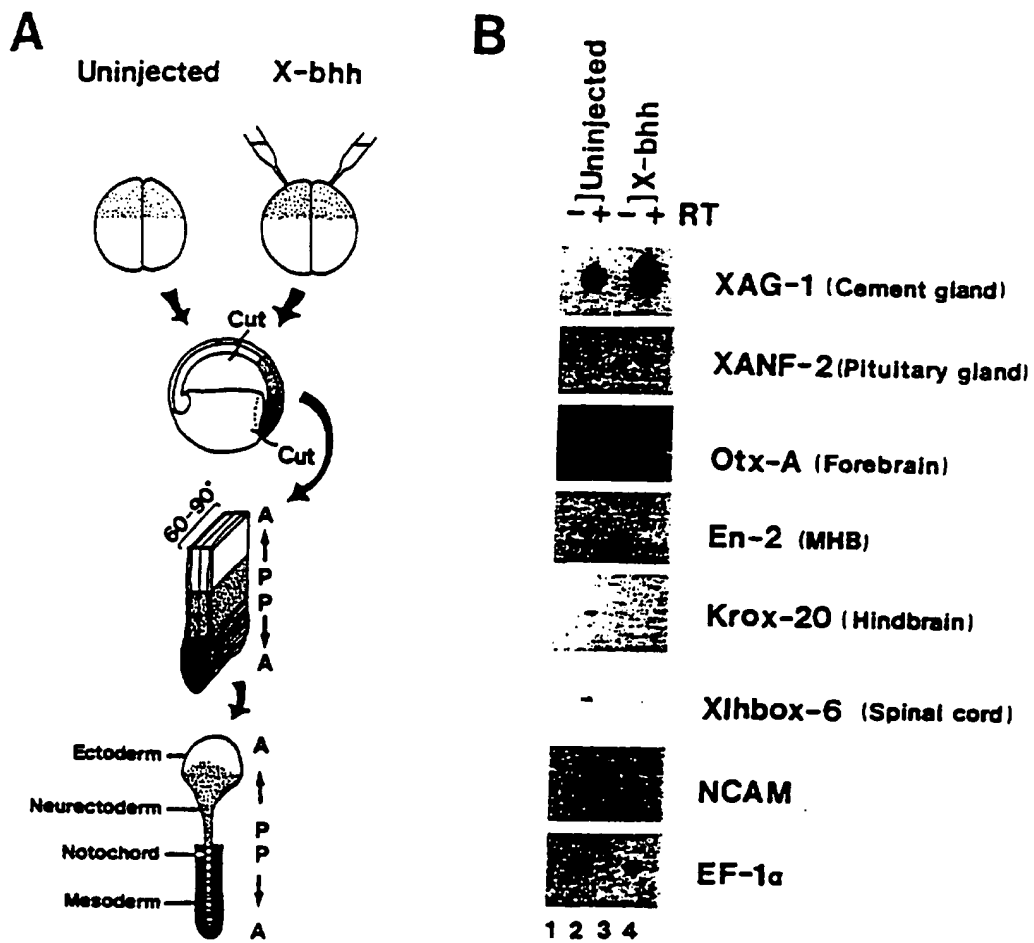 A
Uninjected X-bhh
Cut
Cut
60-90°
A
P
P
A
Ectoderm
Neurectoderm
Notochord
Mesoderm
A
P
P
A
B
Uninjected
X-bhh
- + - + RT
XAG-1 (Cement gland)
XANF-2 (Pituitary gland)
Otx-A (Forebrain)
En-2 (MHB)
Krox-20 (Hindbrain)
Xlhbox-6 (Spinal cord)
NCAM
EF-1α
1 2 3 4